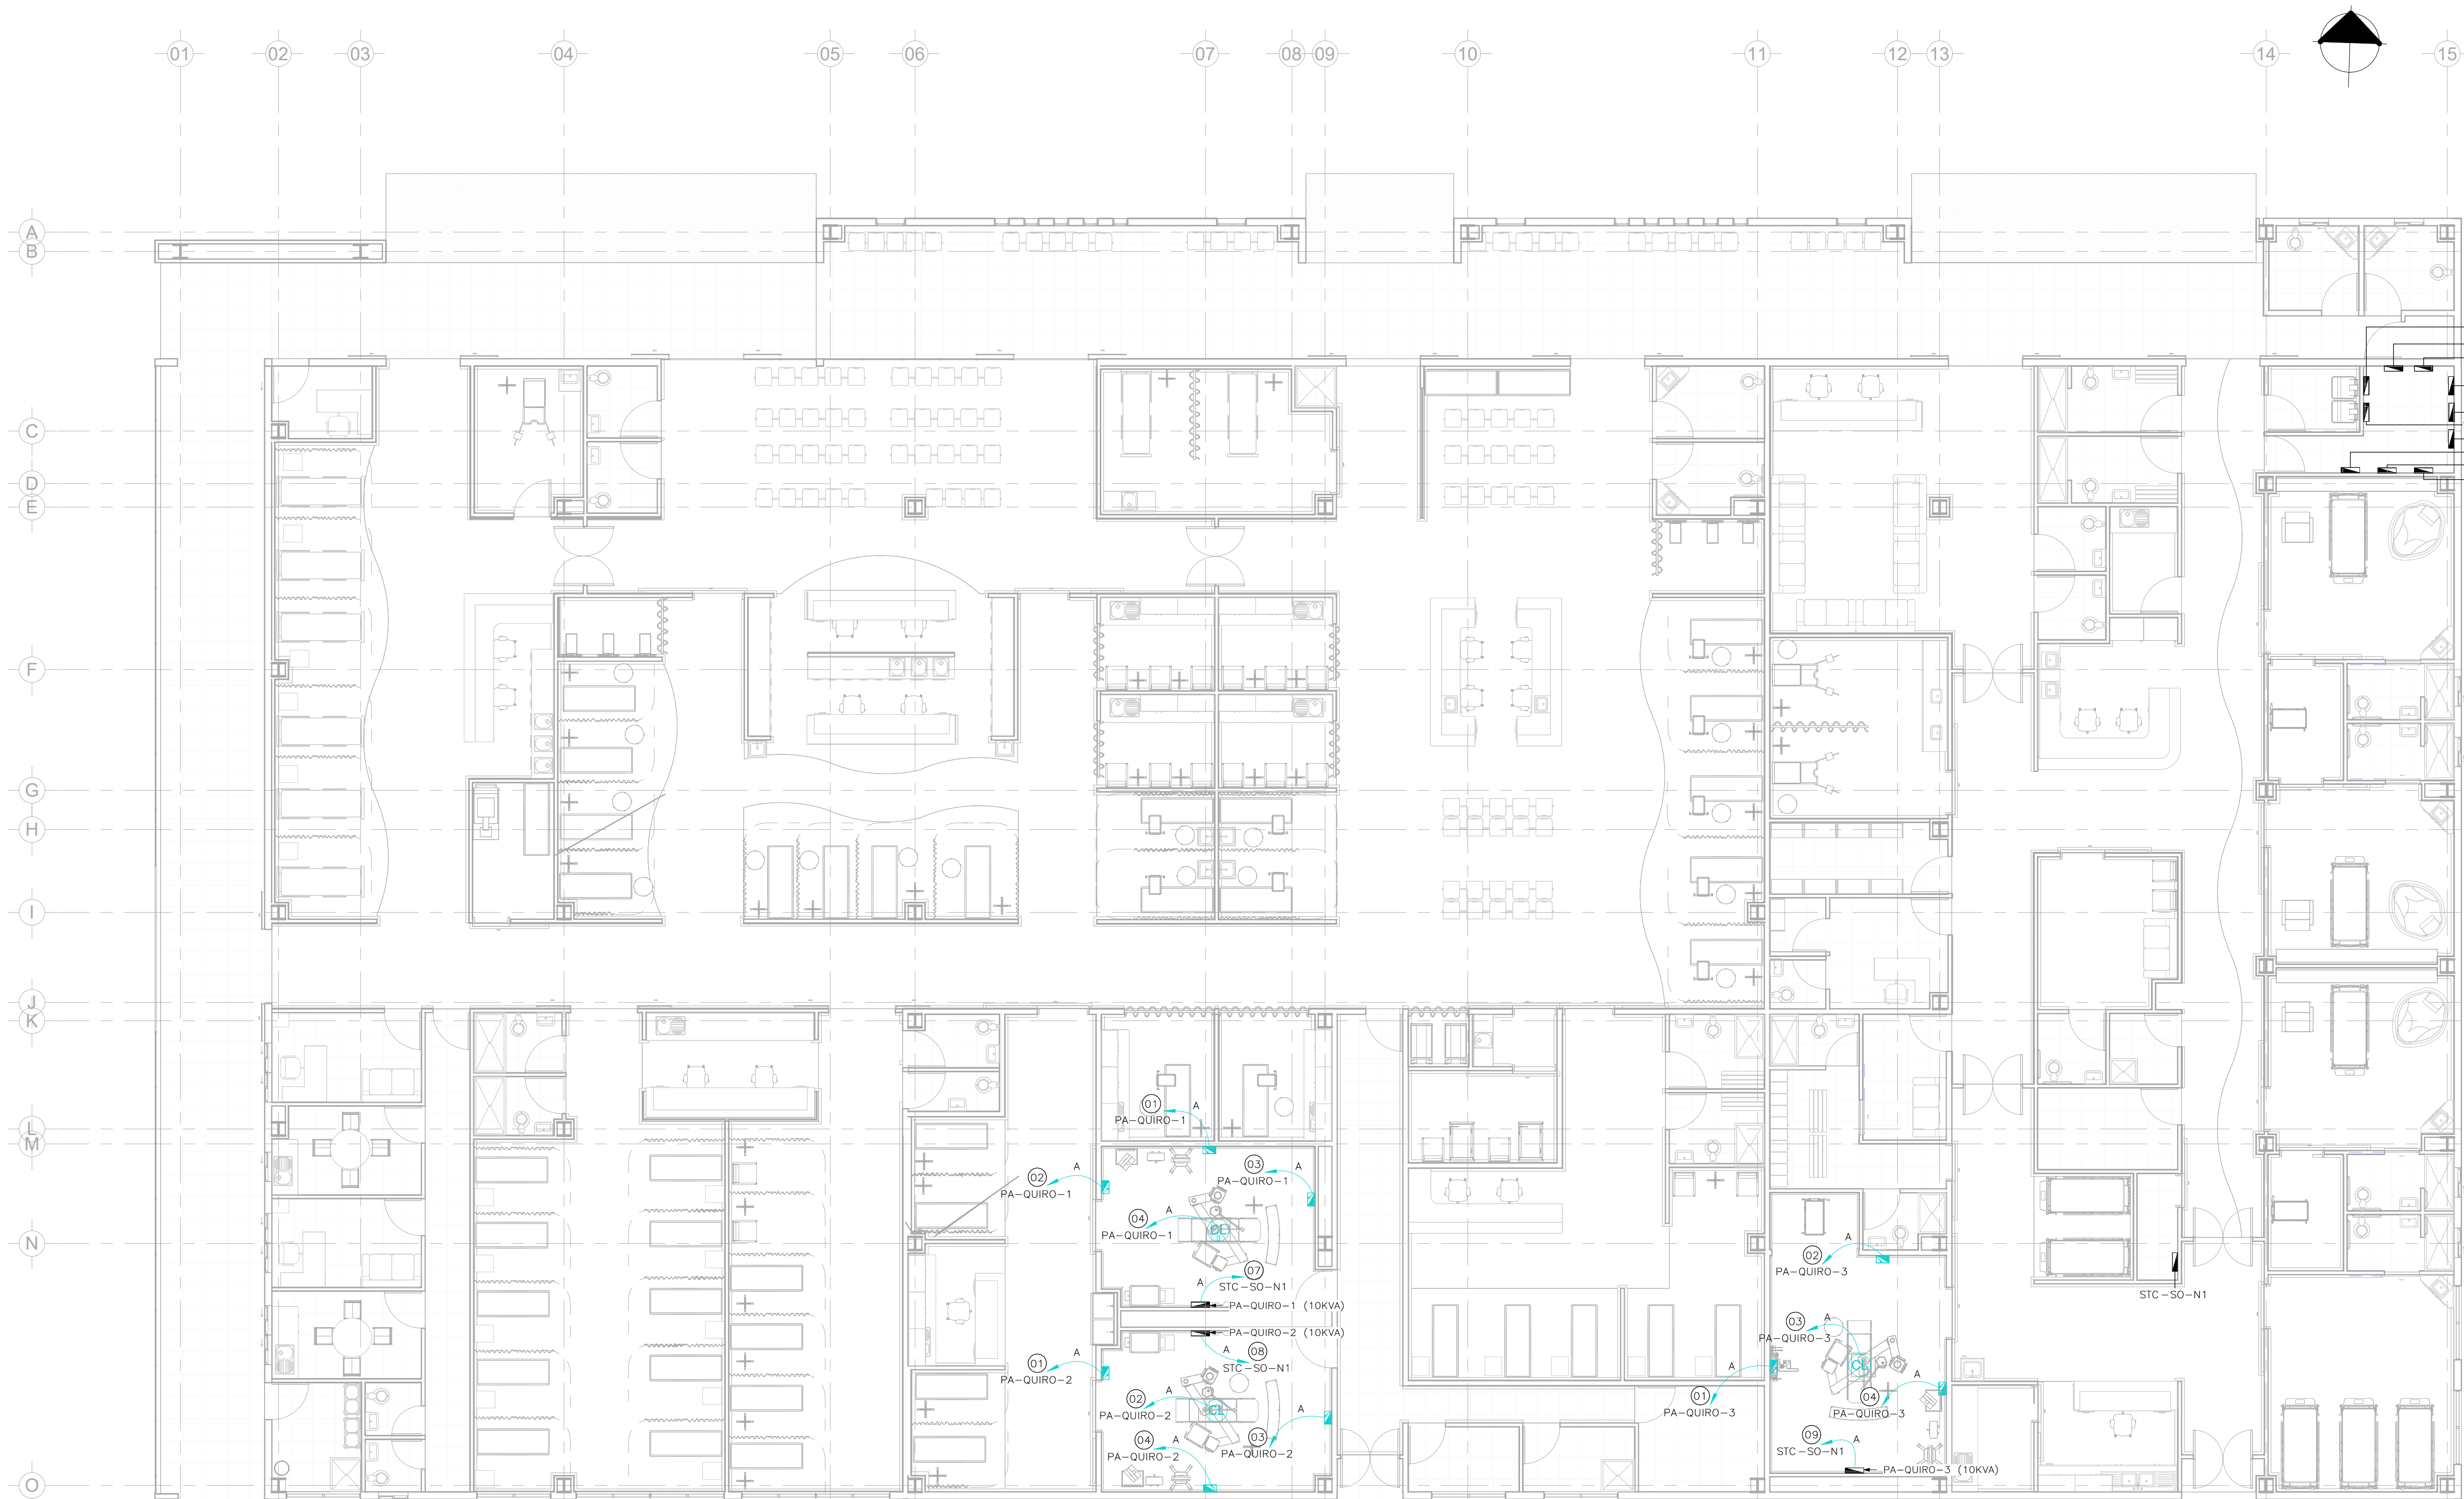 01 02 03 04 05 06 07 08 09 10 11 12 13 14 15
A
B
C
D
E
F
G
H
I
J
K
L
M
N
O
01
A
PA-QUIRO-1
02
A
PA-QUIRO-1
03
A
PA-QUIRO-1
04
A
PA-QUIRO-1
CL
07
A
STC-SO-N1
PA-QUIRO-1 (10KVA)
PA-QUIRO-2 (10KVA)
08
A
STC-SO-N1
01
A
PA-QUIRO-2
02
A
PA-QUIRO-2
CL
03
A
PA-QUIRO-2
04
A
PA-QUIRO-2
02
A
PA-QUIRO-3
03
A
PA-QUIRO-3
CL
01
A
PA-QUIRO-3
04
A
PA-QUIRO-3
09
A
STC-SO-N1
PA-QUIRO-3 (10KVA)
STC-SO-N1